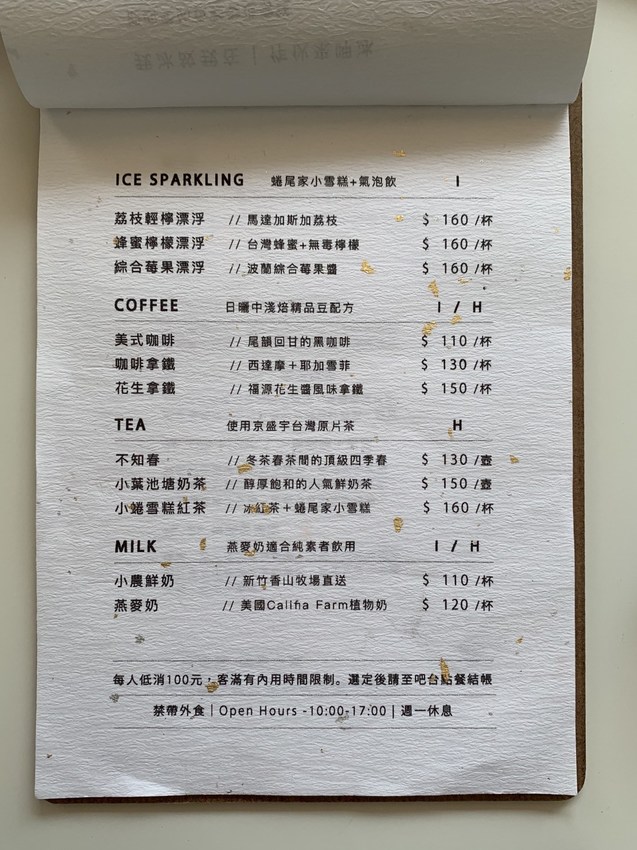 ICE SPARKLING 蜷尾家小雪糕+氣泡飲 I
荔枝輕檸漂浮 // 馬達加斯加荔枝 $ 160 /杯
蜂蜜檸檬漂浮 // 台灣蜂蜜+無毒檸檬 $ 160 /杯
綜合莓果漂浮 // 波蘭綜合莓果醬 $ 160 /杯
COFFEE 日曬中淺焙精品豆配方 I / H
美式咖啡 // 尾韻回甘的黑咖啡 $ 110 /杯
咖啡拿鐵 // 西達摩+耶加雪菲 $ 130 /杯
花生拿鐵 // 福源花生醬風味拿鐵 $ 150 /杯
TEA 使用京盛宇台灣原片茶 H
不知春 // 冬茶春茶間的頂級四季春 $ 130 /壺
小葉池塘奶茶 // 醇厚飽和的人氣鮮奶茶 $ 150 /壺
小蜷雪糕紅茶 // 冰紅茶+蜷尾家小雪糕 $ 160 /杯
MILK 燕麥奶適合純素者飲用 I / H
小農鮮奶 // 新竹香山牧場直送 $ 110 /杯
燕麥奶 // 美國Califia Farm植物奶 $ 120 /杯
每人低消100元，客滿有內用時間限制。選定後請至吧台點餐結帳
禁帶外食 | Open Hours -10:00-17:00 | 週一休息